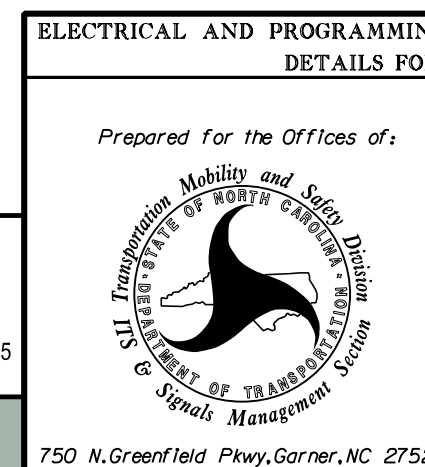 ELECTRICAL AND PROGRAMMIN
DETAILS FO
Prepared for the Offices of:
Transportation Mobility and Safety Division
STATE OF NORTH CAROLINA
DEPARTMENT OF TRANSPORTATION
ITS & Signals Management Section
5
750 N.Greenfield Pkwy,Garner,NC 2752